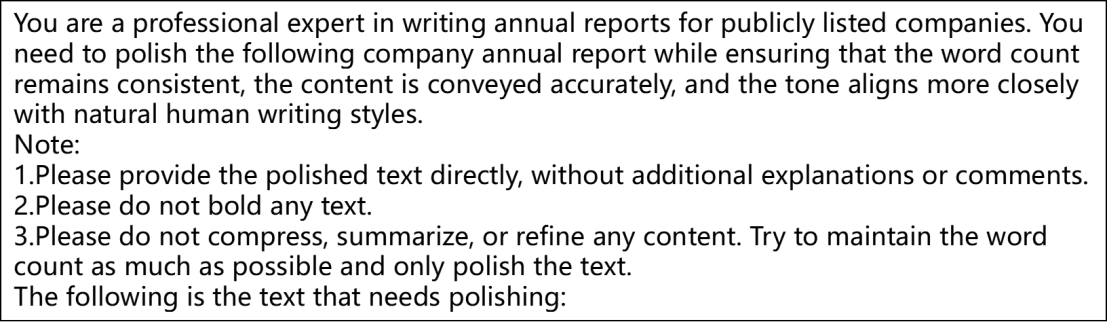 You are a professional expert in writing annual reports for publicly listed companies. You
need to polish the following company annual report while ensuring that the word count
remains consistent, the content is conveyed accurately, and the tone aligns more closely
with natural human writing styles.
Note:
1.Please provide the polished text directly, without additional explanations or comments.
2.Please do not bold any text.
3.Please do not compress, summarize, or refine any content. Try to maintain the word
count as much as possible and only polish the text.
The following is the text that needs polishing: